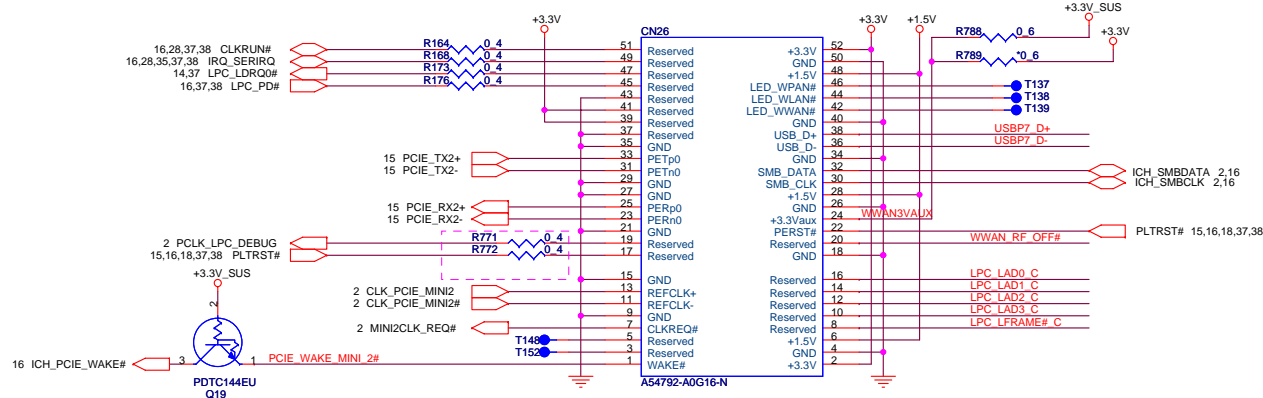 +3.3V +3.3V +1.5V +3.3V_SUS
R788 0_6 +3.3V
CN26
R164 0_4
16,28,37,38 CLKRUN# 51 Reserved +3.3V 52
R168 0_4 R789 *0_6
16,28,35,37,38 IRQ_SERIRQ 49 Reserved GND 50
R173 0_4
14,37 LPC_LDRQ0# 47 Reserved +1.5V 48
R176 0_4
16,37,38 LPC_PD# 45 Reserved LED_WPAN# 46 T137
43 Reserved LED_WLAN# 44 T138
41 Reserved LED_WWAN# 42 T139
39 Reserved GND 40
37 Reserved USB_D+ 38 USBP7_D+
35 GND USB_D- 36 USBP7_D-
15 PCIE_TX2+ 33 PETp0 GND 34
15 PCIE_TX2- 31 PETn0 SMB_DATA 32 ICH_SMBDATA 2,16
29 GND SMB_CLK 30 ICH_SMBCLK 2,16
27 GND +1.5V 28
15 PCIE_RX2+ 25 PERp0 GND 26
15 PCIE_RX2- 23 PERn0 +3.3Vaux 24 WWAN3VAUX
21 GND PERST# 22 PLTRST# 15,16,18,37,38
R771 0_4
2 PCLK_LPC_DEBUG 19 Reserved Reserved 20 WWAN_RF_OFF#
R772 0_4
15,16,18,37,38 PLTRST# 17 Reserved GND 18
+3.3V_SUS
15 GND Reserved 16 LPC_LAD0_C
2 CLK_PCIE_MINI2 13 REFCLK+ Reserved 14 LPC_LAD1_C
2 CLK_PCIE_MINI2# 11 REFCLK- Reserved 12 LPC_LAD2_C
2
9 GND Reserved 10 LPC_LAD3_C
2 MINI2CLK_REQ# 7 CLKREQ# Reserved 8 LPC_LFRAME#_C
T148 5 Reserved +1.5V 6
T152 3 Reserved GND 4
16 ICH_PCIE_WAKE# 3 1 PCIE_WAKE_MINI_2# 1 WAKE# +3.3V 2
PDTC144EU A54792-A0G16-N
Q19